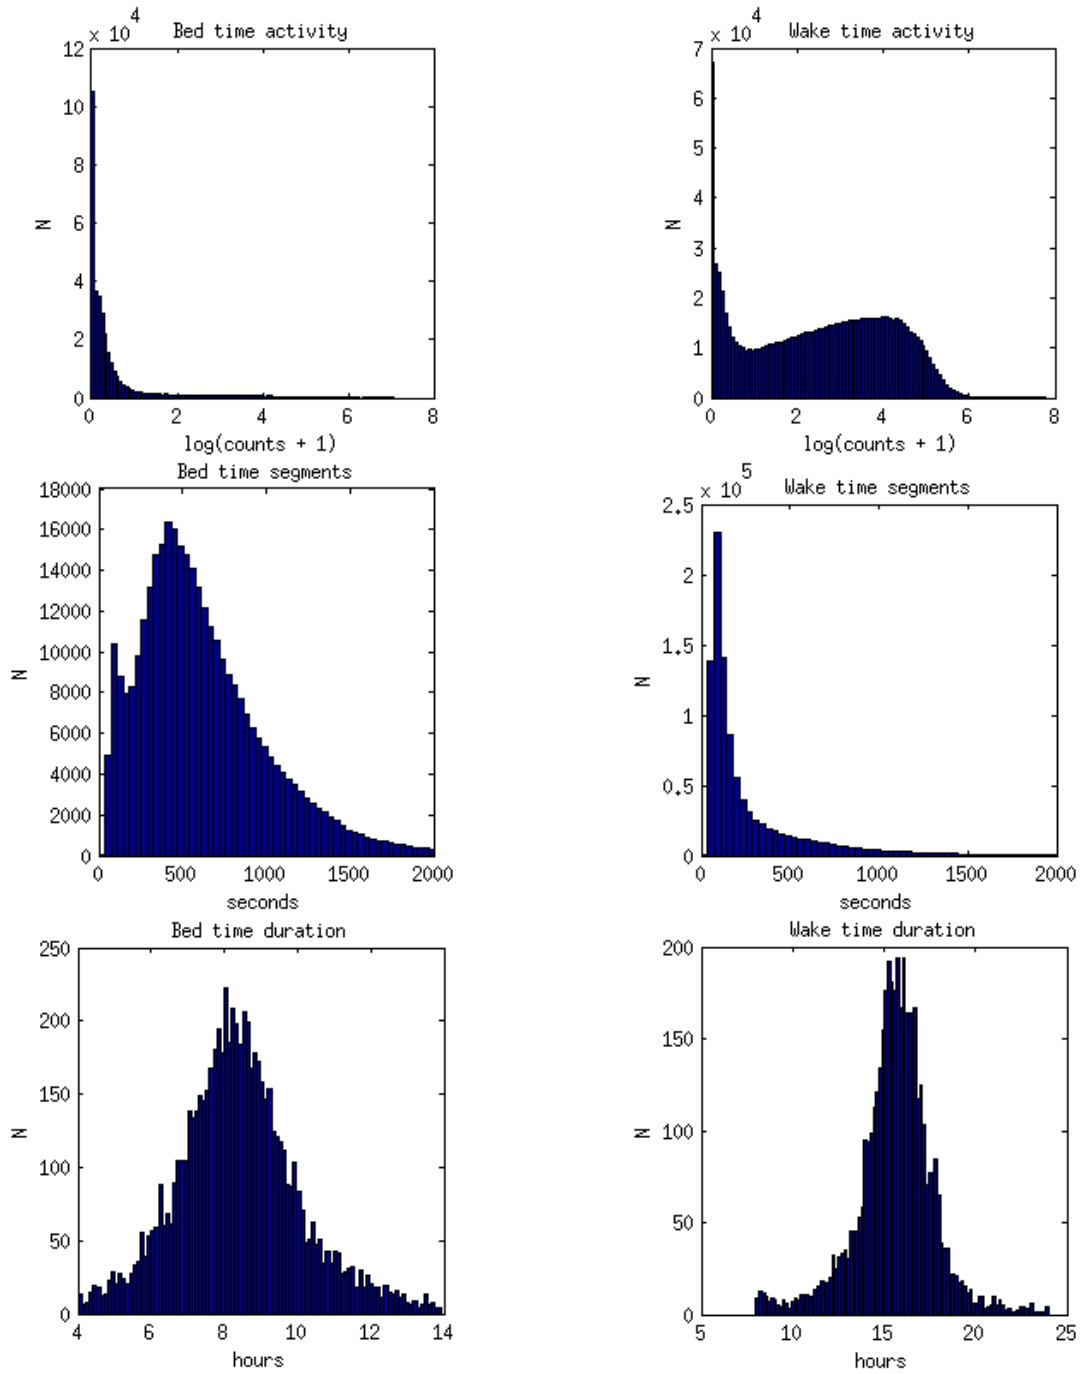 Bed time activity
× 10^4
12
10
8
6
4
2
0
N
0 2 4 6 8
log(counts + 1)
Wake time activity
× 10^4
7
6
5
4
3
2
1
0
N
0 2 4 6 8
log(counts + 1)
Bed time segments
18000
16000
14000
12000
10000
8000
6000
4000
2000
0
N
0 500 1000 1500 2000
seconds
Wake time segments
× 10^5
2.5
2
1.5
1
0.5
0
N
0 500 1000 1500 2000
seconds
Bed time duration
250
200
150
100
50
0
N
4 6 8 10 12 14
hours
Wake time duration
200
150
100
50
0
N
5 10 15 20 25
hours